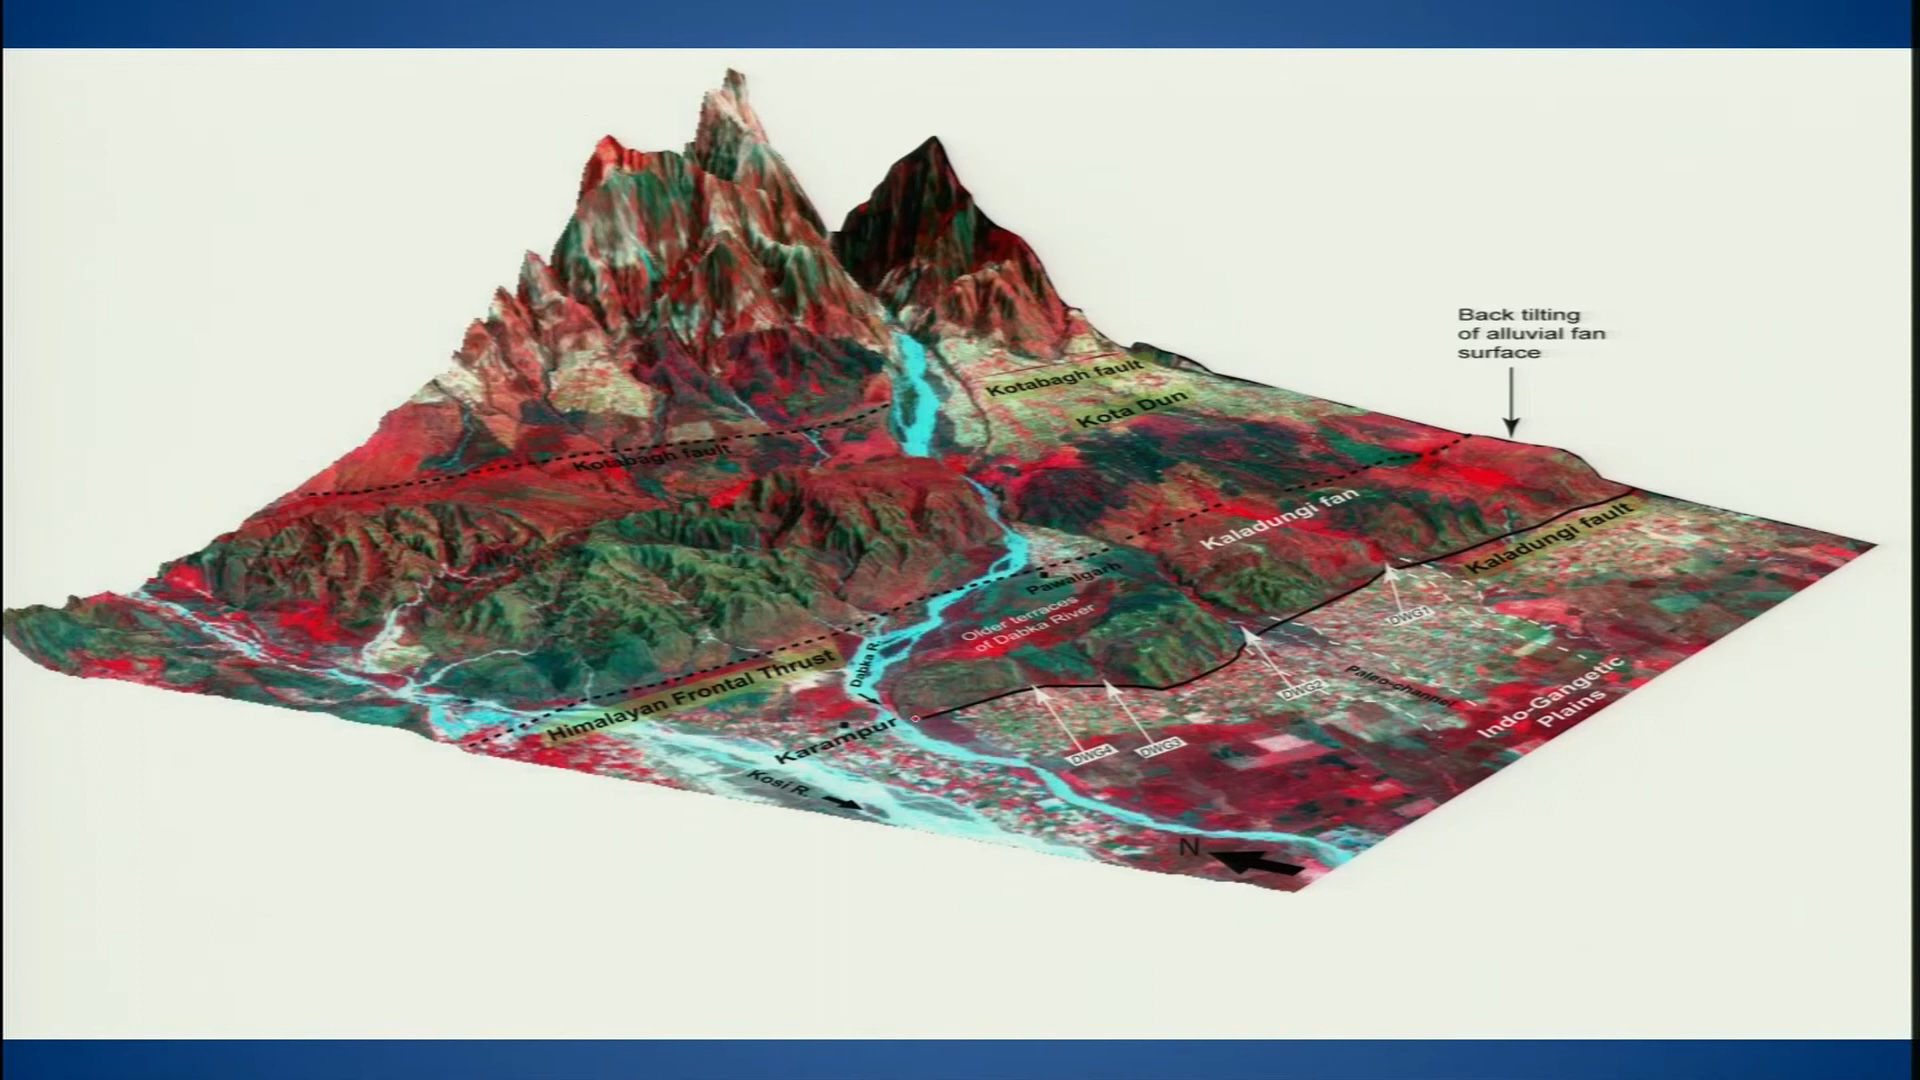 Back tilting
of alluvial fan
surface
Kotabagh fault
Kota Dun
Kotabagh fault
Kaladungi fan
Kaladungi fault
Pawalgarh
Older terraces
of Dabka River
DWG1
Dabka R.
Himalayan Frontal Thrust
DWG2
Paleo-channel
Indo-Gangetic
Plains
Karampur
DWG4
DWG3
Kosi R.
N